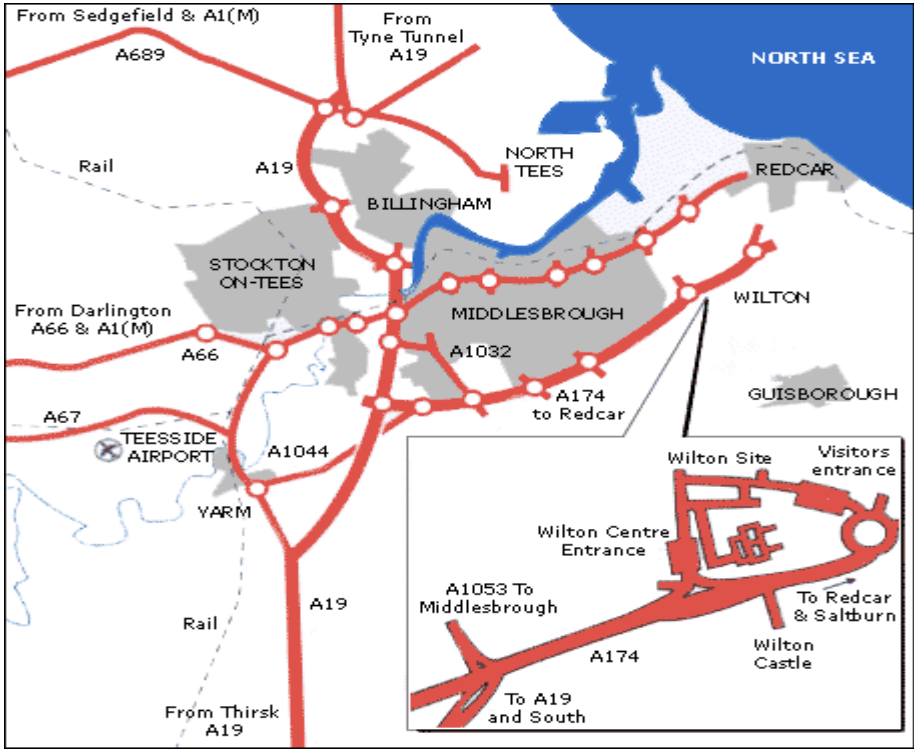 From Sedgefield & A1(M)
From
Tyne Tunnel
A19
A689
NORTH SEA
Rail
A19
NORTH
TEES
REDCAR
BILLINGHAM
STOCKTON
ON-TEES
WILTON
From Darlington
A66 & A1(M)
MIDDLESBROUGH
A66
A1032
A174
to Redcar
GUISBOROUGH
A67
TEESSIDE
AIRPORT
A1044
YARM
Wilton Site
Visitors
entrance
Wilton Centre
Entrance
A1053 To
Middlesbrough
To Redcar
& Saltburn
A19
Rail
A174
Wilton
Castle
To A19
and South
From Thirsk
A19